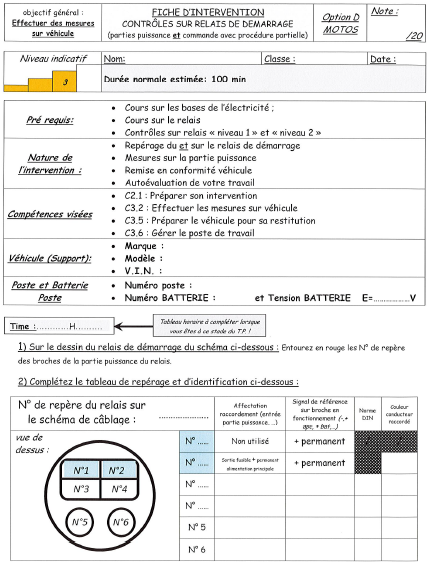 objectif général :
Effectuer des mesures
sur véhicule
FICHE D'INTERVENTION
CONTRÔLES SUR RELAIS DE DEMARRAGE
(parties puissance et commande avec procédure partielle)
Option D
MOTOS
Note :
/20
Niveau indicatif
3
Nom:
Classe :
Date :
Durée normale estimée: 100 min
Pré requis:
• Cours sur les bases de l'électricité ;
• Cours sur le relais
• Contrôles sur relais « niveau 1 » et « niveau 2 »
Nature de
l'intervention :
• Repérage du et sur le relais de démarrage
• Mesures sur la partie puissance
• Remise en conformité véhicule
• Autoévaluation de votre travail
Compétences visées
• C2.1 : Préparer son intervention
• C3.2 : Effectuer les mesures sur véhicule
• C3.5 : Préparer le véhicule pour sa restitution
• C3.6 : Gérer le poste de travail
Véhicule (Support):
• Marque :
• Modèle :
• V.I.N. :
Poste et Batterie
Poste
• Numéro poste :
• Numéro BATTERIE : et Tension BATTERIE E=..................V
Time :............H..........
Tableau horaire à compléter lorsque
vous êtes à ce stade du T.P !
1) Sur le dessin du relais de démarrage du schéma ci-dessous : Entourez en rouge les N° de repère
des broches de la partie puissance du relais.
2) Complétez le tableau de repérage et d'identification ci-dessous :
N° de repère du relais sur
le schéma de câblage : ..................
Affectation
raccordement (entrée
partie puissance,...)
Signal de référence
sur broche en
fonctionnement (-,+
apc, + bat,...)
Norme
DIN
Couleur
conducteur
raccordé
vue de
dessus :
N°1
N°2
N°3
N°4
N°5
N°6
N° ...... Non utilisé + permanent
N° ...... Sortie fusible + permanent
alimentation principale + permanent
N° ......
N° ......
N° 5
N° 6